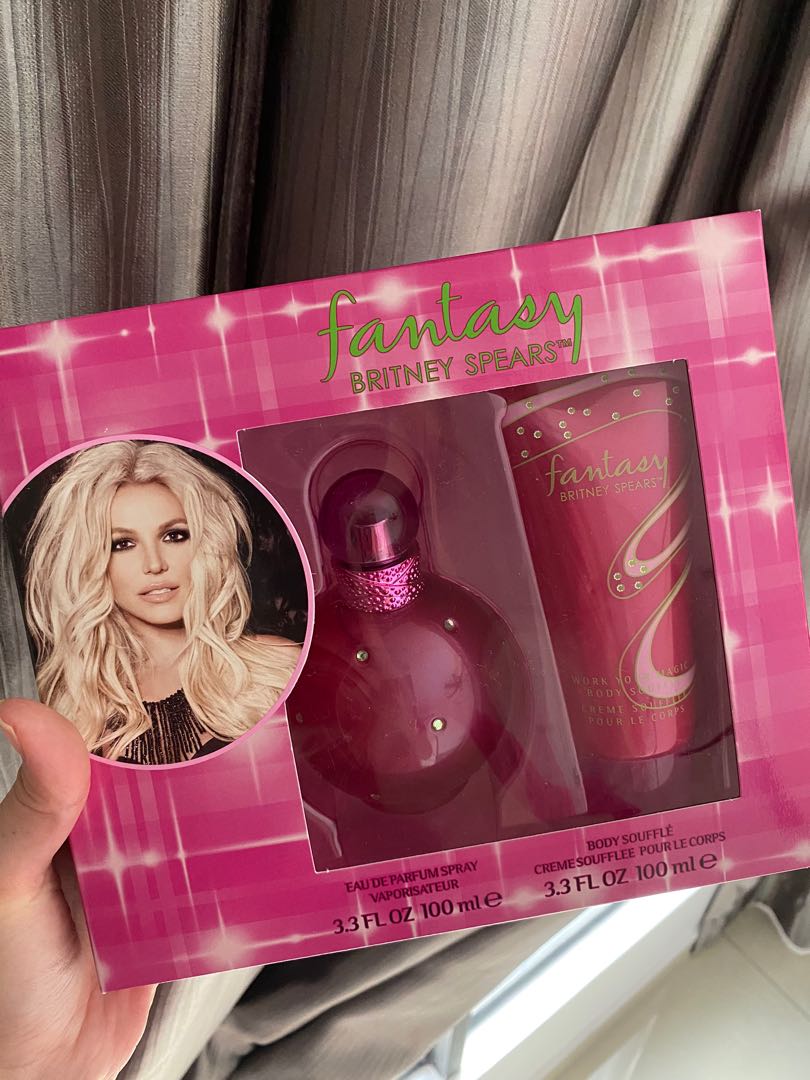 fantasy
BRITNEY SPEARS™
fantasy
BRITNEY SPEARS™
WORK YOUR MAGIC
BODY SOUFFLÉ
CREME SOUFFLEE
POUR LE CORPS
EAU DE PARFUM SPRAY
VAPORISATEUR
3.3 FL OZ 100 ml ℮
BODY SOUFFLÉ
CREME SOUFFLEE POUR LE CORPS
3.3 FL OZ 100 ml ℮